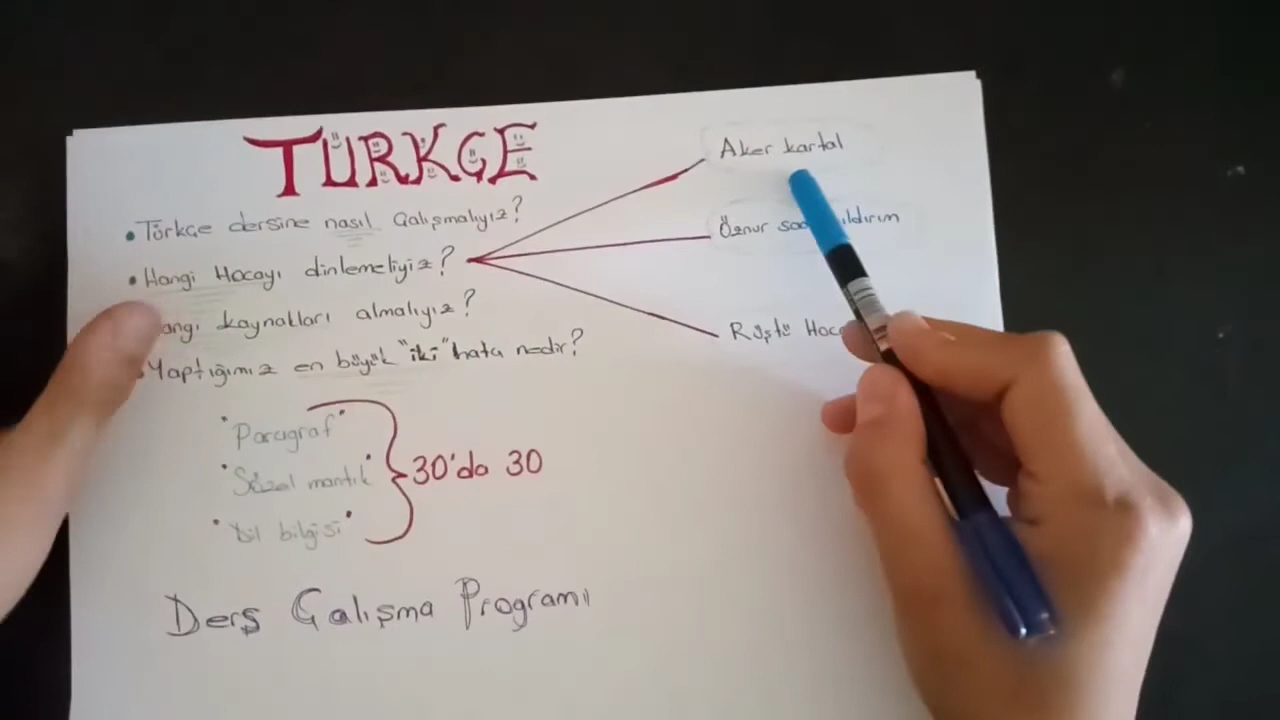 TÜRKÇE
• Türkçe dersine nasıl Çalışmalıyız?
• Hangi Hocayı dinlemeliyiz?
kaynakları almalıyız?
• Yaptığımız en büyük "iki" hata nedir?
"Paragraf"
"Sözel mantık"
"Dil bilgisi"
30'da 30
Ders Çalışma Programı
Aker kartal
Öznur
Rüştü